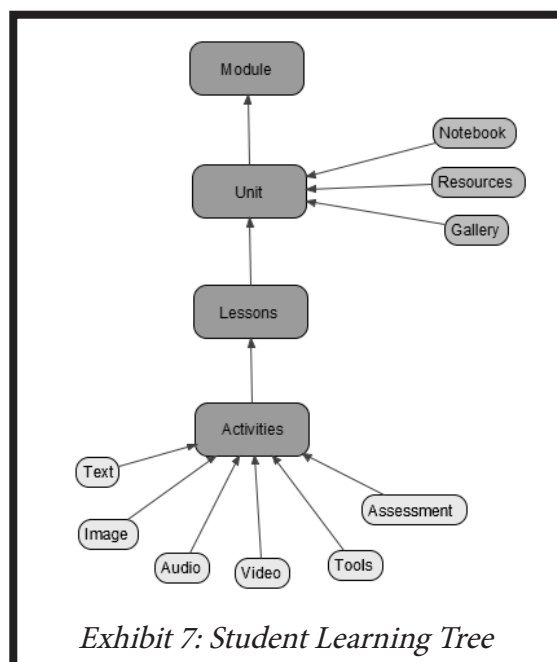 Module
Notebook
Unit
Resources
Gallery
Lessons
Activities
Text
Assessment
Image
Audio
Video
Tools
Exhibit 7: Student Learning Tree